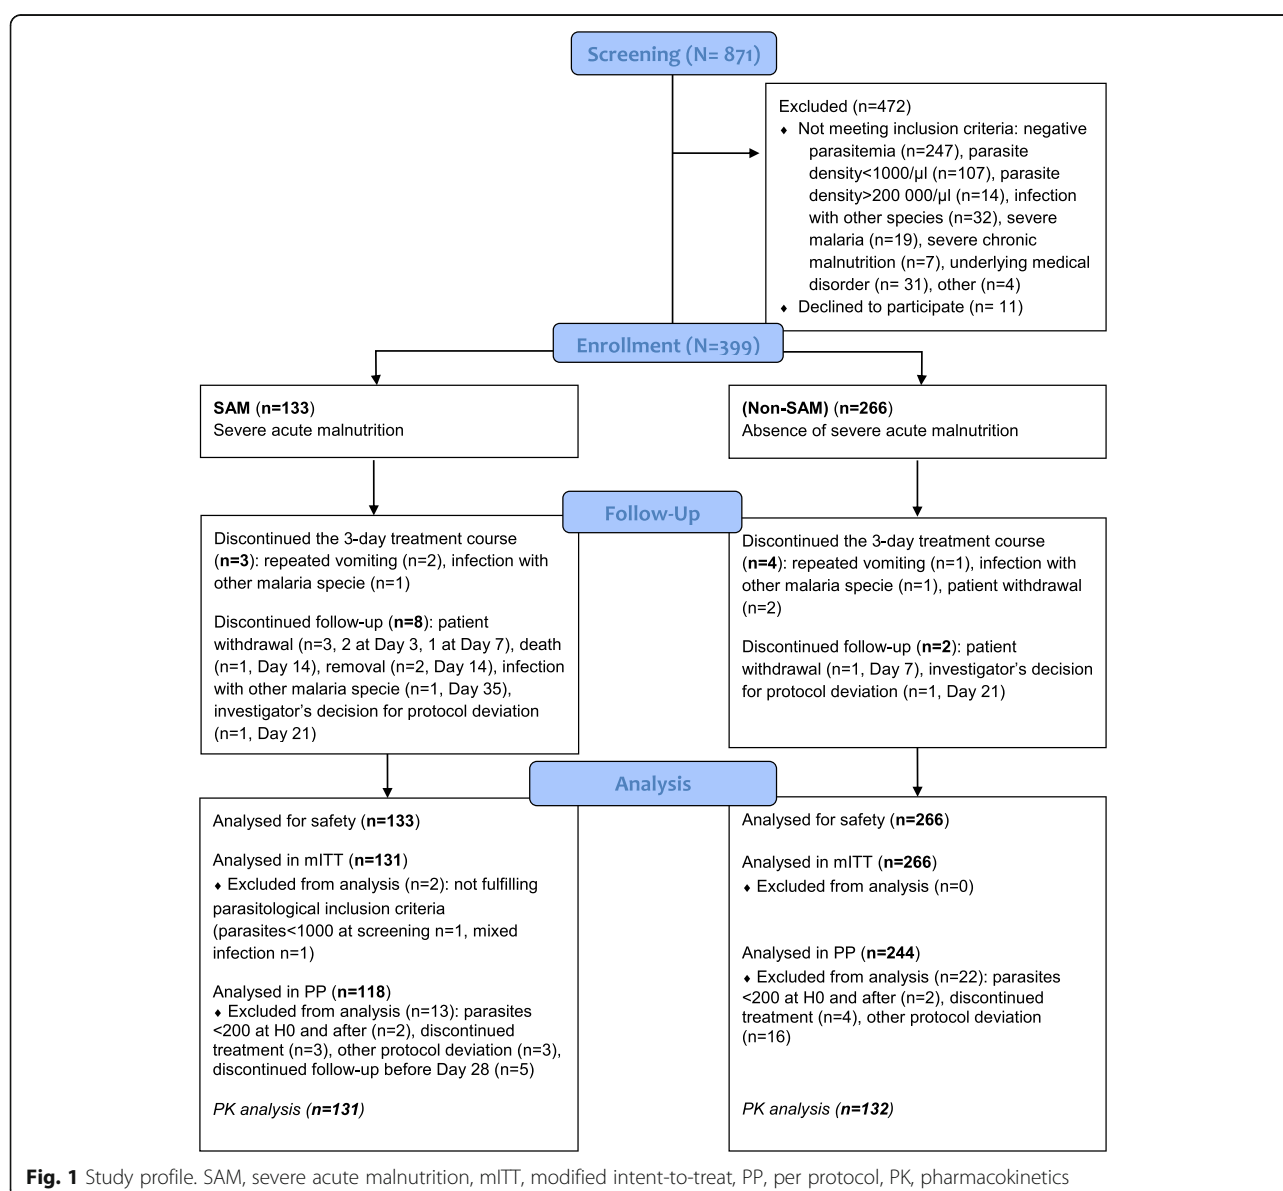 Screening (N= 871)
Excluded (n=472)
⬧ Not meeting inclusion criteria: negative
parasitemia (n=247), parasite
density<1000/µl (n=107), parasite
density>200 000/µl (n=14), infection
with other species (n=32), severe
malaria (n=19), severe chronic
malnutrition (n=7), underlying medical
disorder (n= 31), other (n=4)
⬧ Declined to participate (n= 11)
Enrollment (N=399)
SAM (n=133)
Severe acute malnutrition
(Non-SAM) (n=266)
Absence of severe acute malnutrition
Follow-Up
Discontinued the 3-day treatment course
(n=3): repeated vomiting (n=2), infection with
other malaria specie (n=1)
Discontinued follow-up (n=8): patient
withdrawal (n=3, 2 at Day 3, 1 at Day 7), death
(n=1, Day 14), removal (n=2, Day 14), infection
with other malaria specie (n=1, Day 35),
investigator’s decision for protocol deviation
(n=1, Day 21)
Discontinued the 3-day treatment course
(n=4): repeated vomiting (n=1), infection with
other malaria specie (n=1), patient withdrawal
(n=2)
Discontinued follow-up (n=2): patient
withdrawal (n=1, Day 7), investigator’s decision
for protocol deviation (n=1, Day 21)
Analysis
Analysed for safety (n=133)
Analysed in mITT (n=131)
⬧ Excluded from analysis (n=2): not fulfilling
parasitological inclusion criteria
(parasites<1000 at screening n=1, mixed
infection n=1)
Analysed in PP (n=118)
⬧ Excluded from analysis (n=13): parasites
<200 at H0 and after (n=2), discontinued
treatment (n=3), other protocol deviation (n=3),
discontinued follow-up before Day 28 (n=5)
PK analysis (n=131)
Analysed for safety (n=266)
Analysed in mITT (n=266)
⬧ Excluded from analysis (n=0)
Analysed in PP (n=244)
⬧ Excluded from analysis (n=22): parasites
<200 at H0 and after (n=2), discontinued
treatment (n=4), other protocol deviation
(n=16)
PK analysis (n=132)
Fig. 1 Study profile. SAM, severe acute malnutrition, mITT, modified intent-to-treat, PP, per protocol, PK, pharmacokinetics